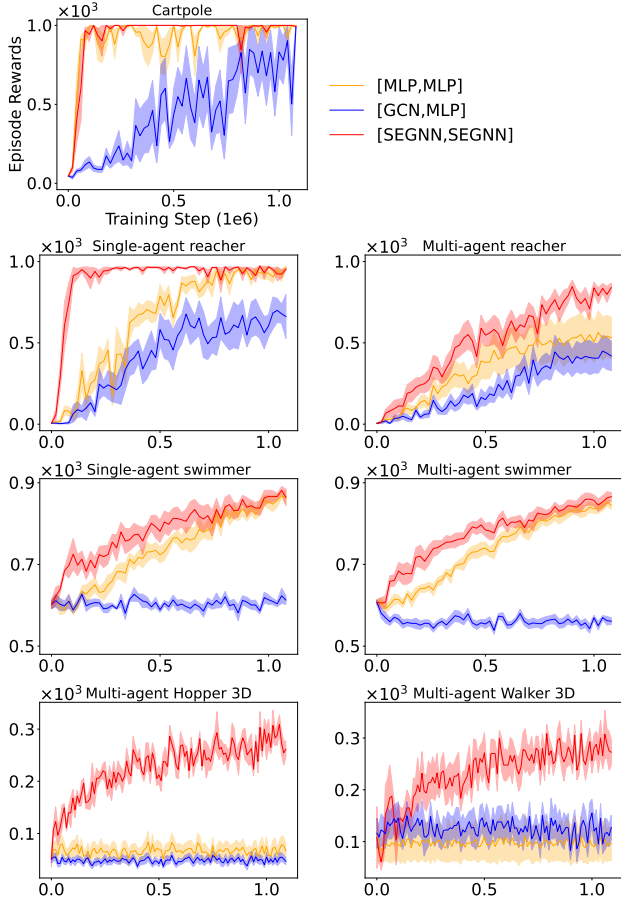 ×10³
Cartpole
1.0
0.5
0.0
Episode Rewards
0.0 0.5 1.0
Training Step (1e6)
[MLP,MLP]
[GCN,MLP]
[SEGNN,SEGNN]
×10³ Single-agent reacher
1.0
0.5
0.0
0.0 0.5 1.0
×10³ Multi-agent reacher
1.0
0.5
0.0
0.0 0.5 1.0
×10³ Single-agent swimmer
0.9
0.7
0.5
0.0 0.5 1.0
×10³ Multi-agent swimmer
0.9
0.7
0.5
0.0 0.5 1.0
×10³ Multi-agent Hopper 3D
0.3
0.2
0.1
0.0 0.5 1.0
×10³ Multi-agent Walker 3D
0.3
0.2
0.1
0.0 0.5 1.0